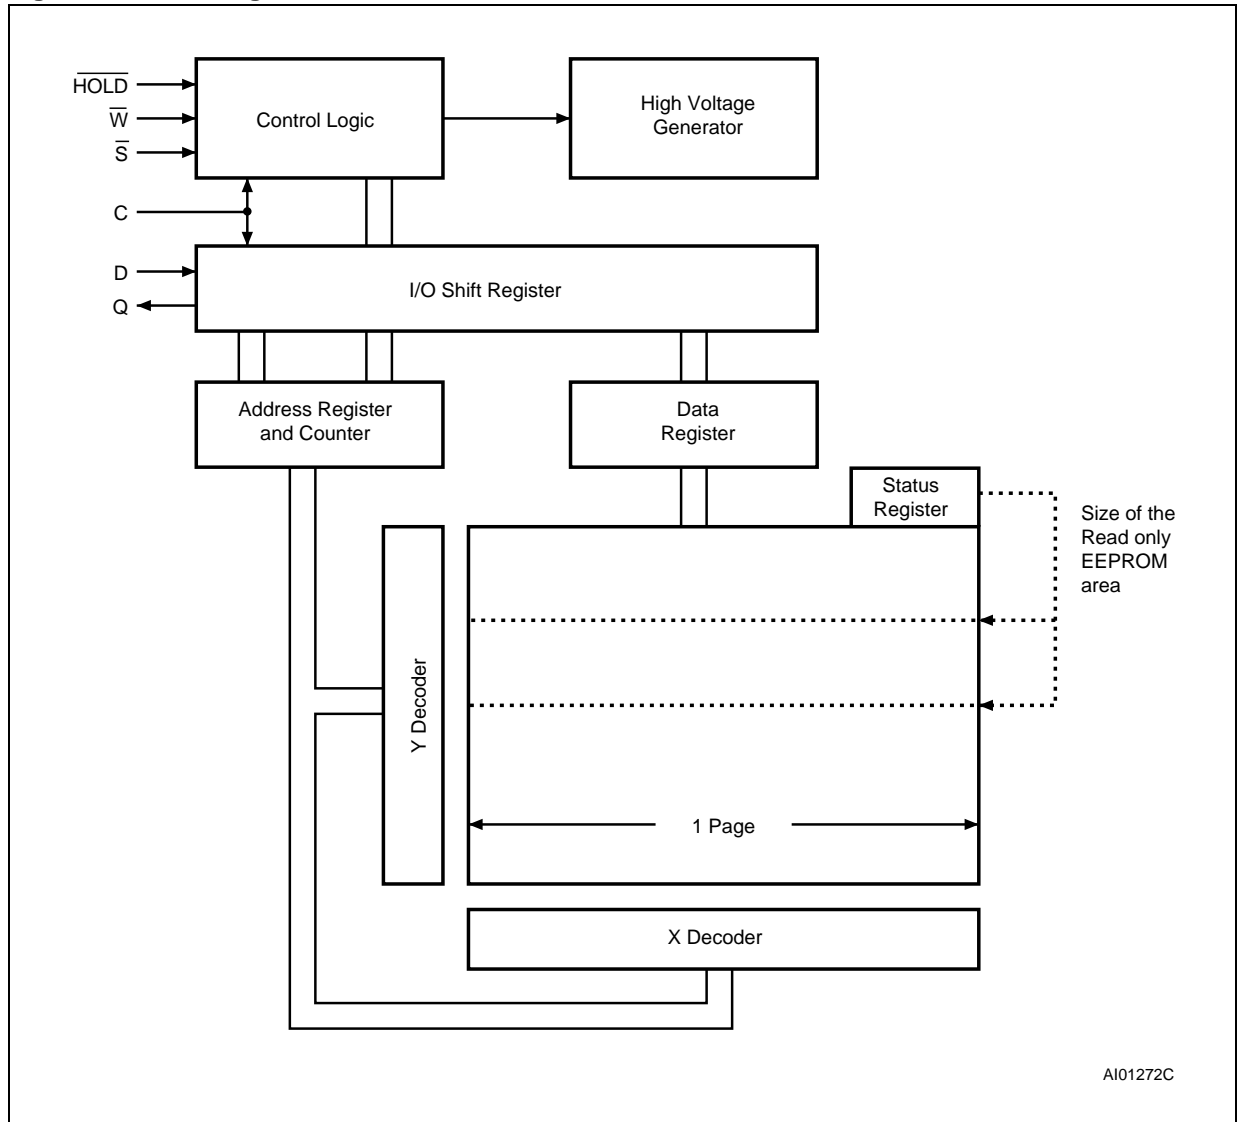 HOLD
W
S
Control Logic
High Voltage
Generator
C
D
Q
I/O Shift Register
Address Register
and Counter
Data
Register
Status
Register
Size of the
Read only
EEPROM
area
Y Decoder
1 Page
X Decoder
AI01272C